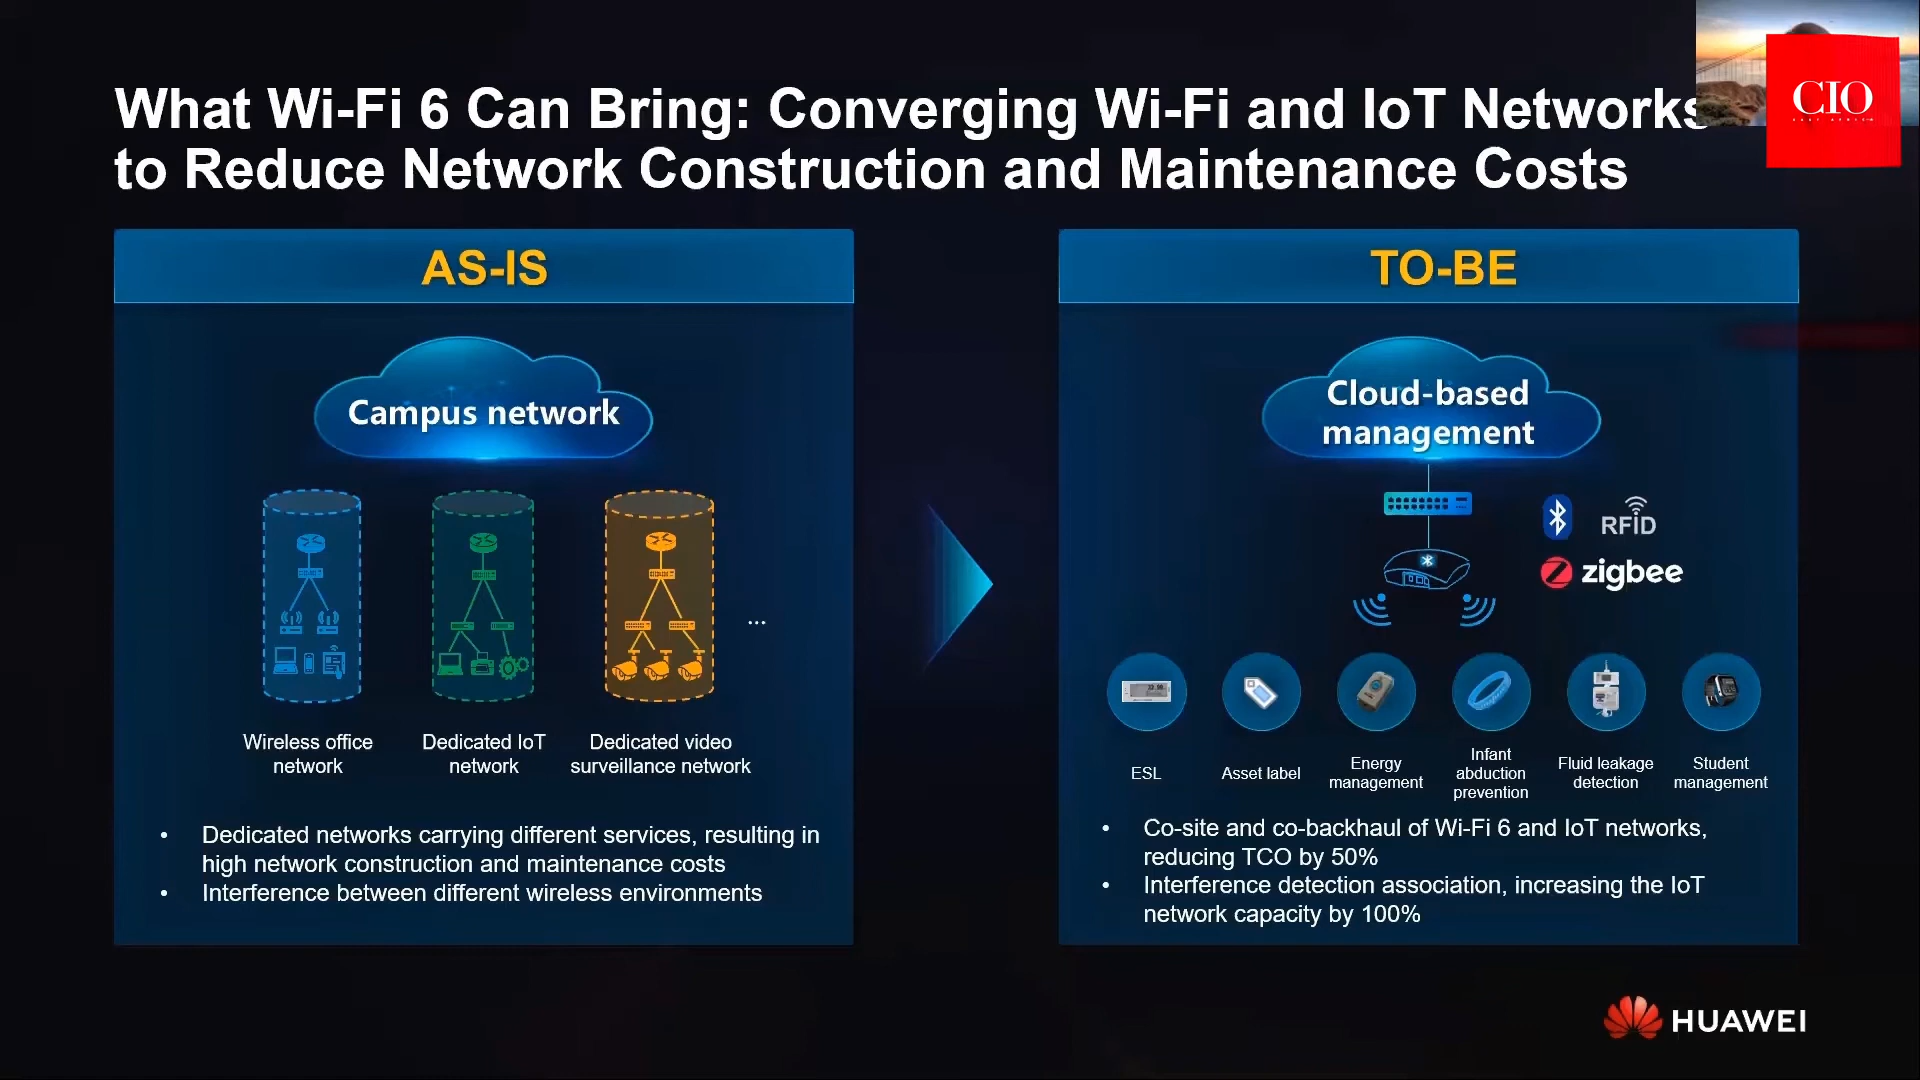 What Wi-Fi 6 Can Bring: Converging Wi-Fi and IoT Networks
to Reduce Network Construction and Maintenance Costs
CIO
AS-IS
Campus network
...
Wireless office
network
Dedicated IoT
network
Dedicated video
surveillance network
• Dedicated networks carrying different services, resulting in
high network construction and maintenance costs
• Interference between different wireless environments
TO-BE
Cloud-based
management
RFID
zigbee
ESL
Asset label
Energy
management
Infant
abduction
prevention
Fluid leakage
detection
Student
management
• Co-site and co-backhaul of Wi-Fi 6 and IoT networks,
reducing TCO by 50%
• Interference detection association, increasing the IoT
network capacity by 100%
HUAWEI